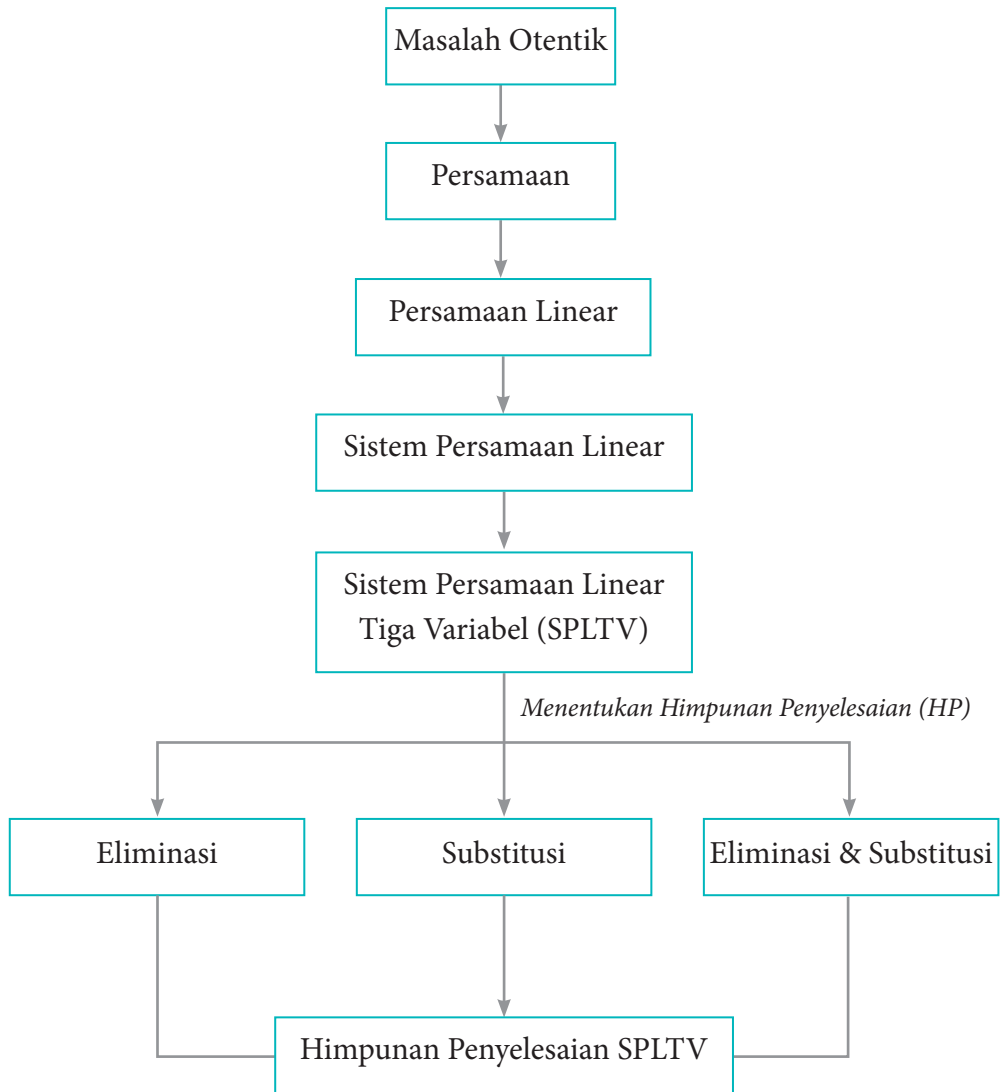 Masalah Otentik
Persamaan
Persamaan Linear
Sistem Persamaan Linear
Sistem Persamaan Linear
Tiga Variabel (SPLTV)
Menentukan Himpunan Penyelesaian (HP)
Eliminasi
Substitusi
Eliminasi & Substitusi
Himpunan Penyelesaian SPLTV